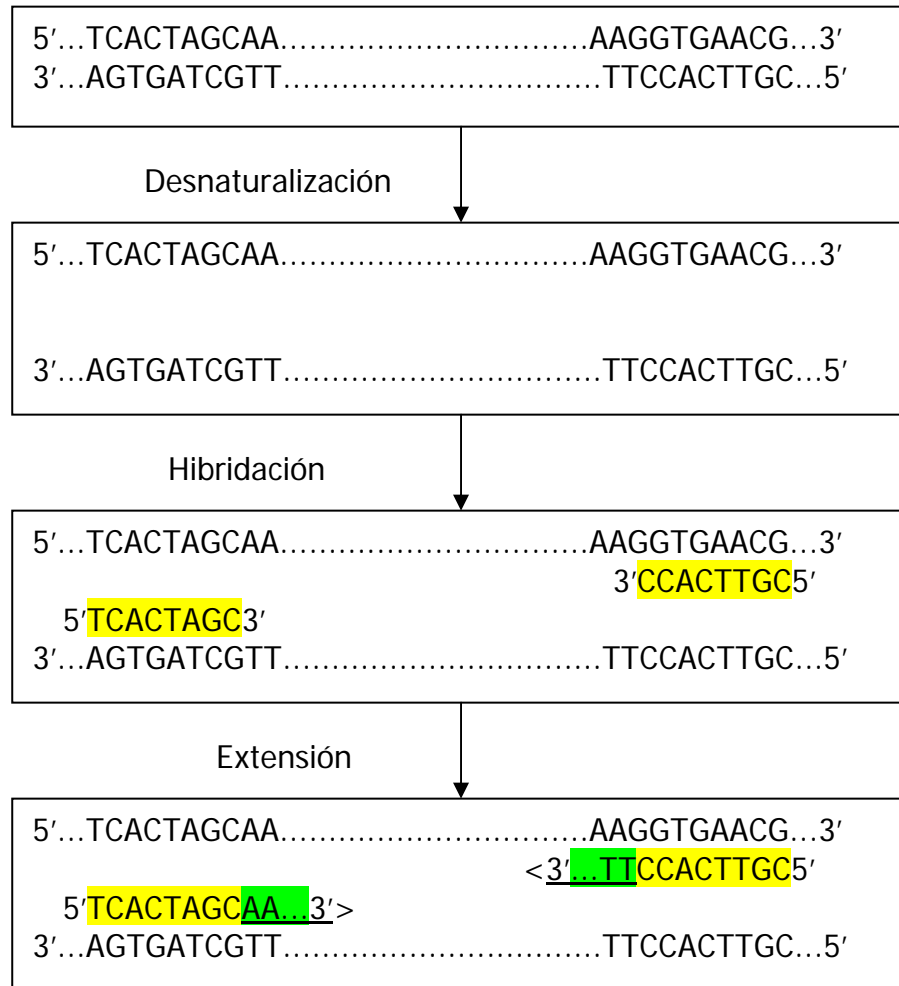 5′...TCACTAGCAA......................................AAGGTGAACG...3′
3′...AGTGATCGTT.......................................TTCCACTTGC...5′
Desnaturalización
5′...TCACTAGCAA......................................AAGGTGAACG...3′
3′...AGTGATCGTT.......................................TTCCACTTGC...5′
Hibridación
5′...TCACTAGCAA......................................AAGGTGAACG...3′
3′CCACTTGC5′
5′TCACTAGC3′
3′...AGTGATCGTT.......................................TTCCACTTGC...5′
Extensión
5′...TCACTAGCAA......................................AAGGTGAACG...3′
<3′...TTCCACTTGC5′
5′TCACTAGCAA...3′>
3′...AGTGATCGTT.......................................TTCCACTTGC...5′